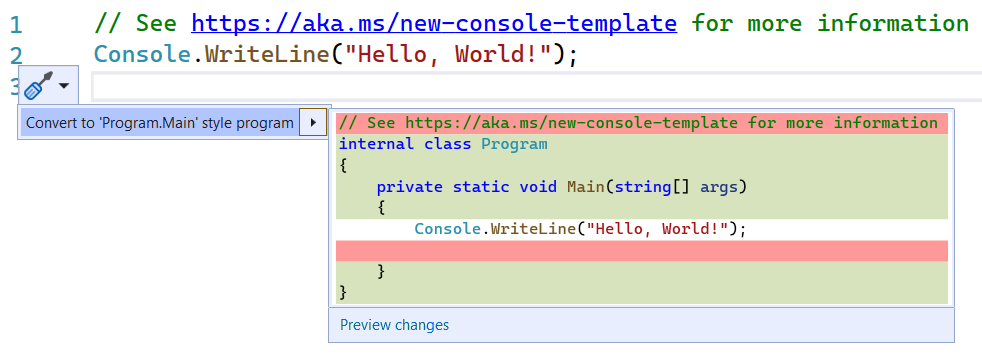 1 // See https://aka.ms/new-console-template for more information
2 Console.WriteLine("Hello, World!");
3
Convert to 'Program.Main' style program
// See https://aka.ms/new-console-template for more information
internal class Program
{
    private static void Main(string[] args)
    {
        Console.WriteLine("Hello, World!");
    }
}
Preview changes